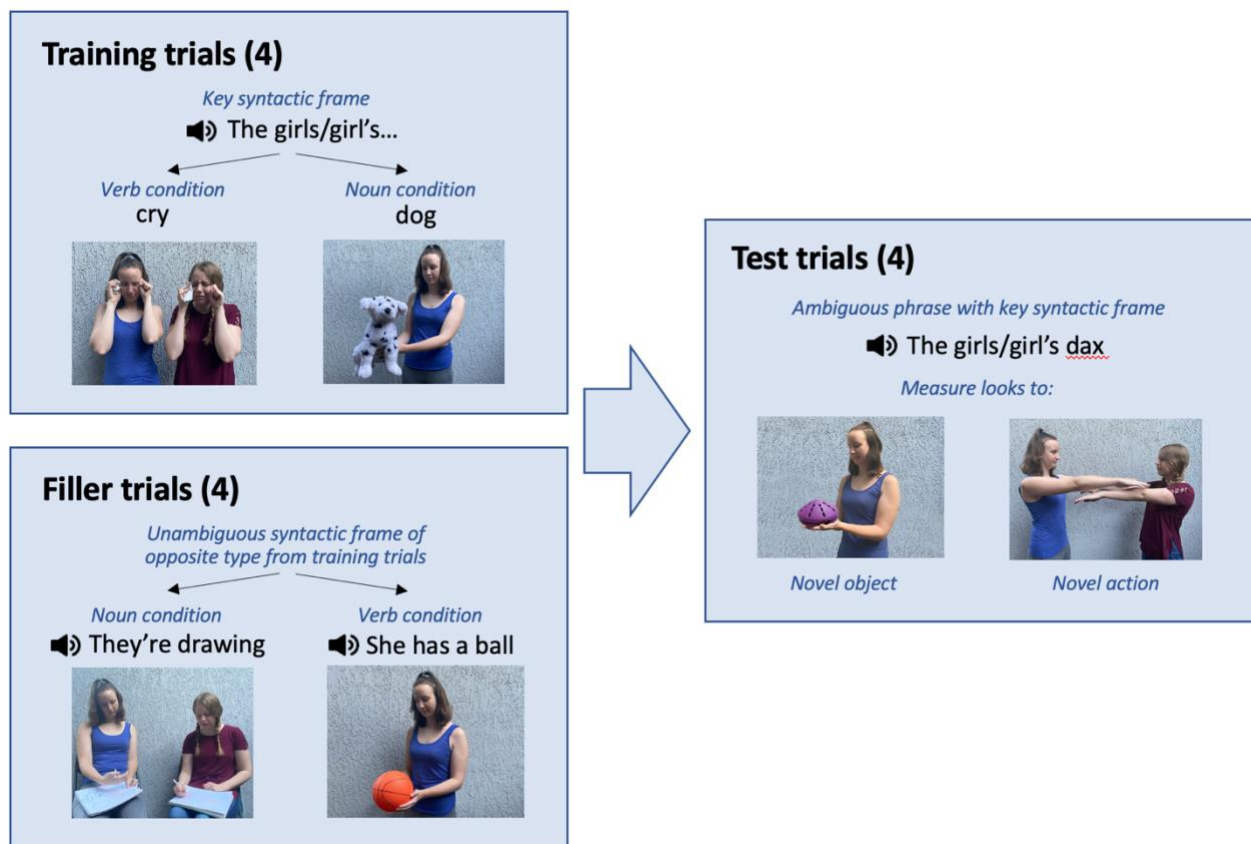 Training trials (4)
Key syntactic frame
The girls/girl's...
Verb condition
cry
Noun condition
dog
Filler trials (4)
Unambiguous syntactic frame of
opposite type from training trials
Noun condition
They're drawing
Verb condition
She has a ball
Test trials (4)
Ambiguous phrase with key syntactic frame
The girls/girl's dax
Measure looks to:
Novel object
Novel action